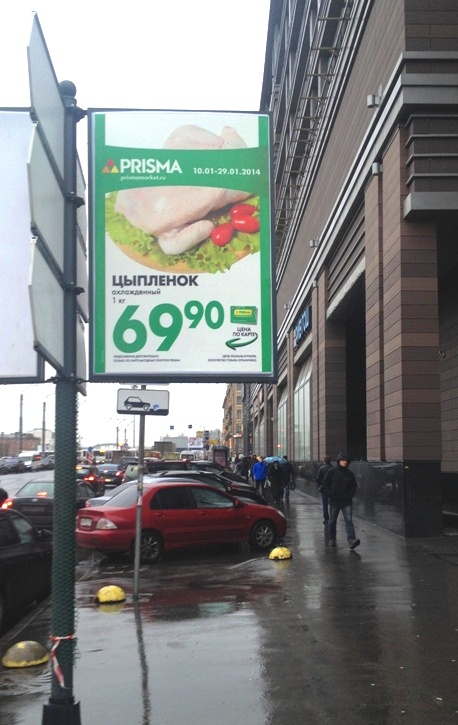 PRISMA
prismamarket.ru
10.01-29.01.2014
ЦЫПЛЕНОК
охлажденный
1 кг
69 90
ЦЕНА
ПО КАРТЕ